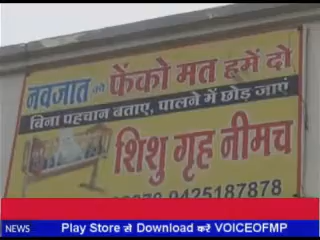 नवजात को फेंको मत हमें दो
बिना पहचान बताए, पालने में छोड़ जाएं
शिशु गृह नीमच
9425187878
NEWS Play Store से Download करें VOICEOFMP